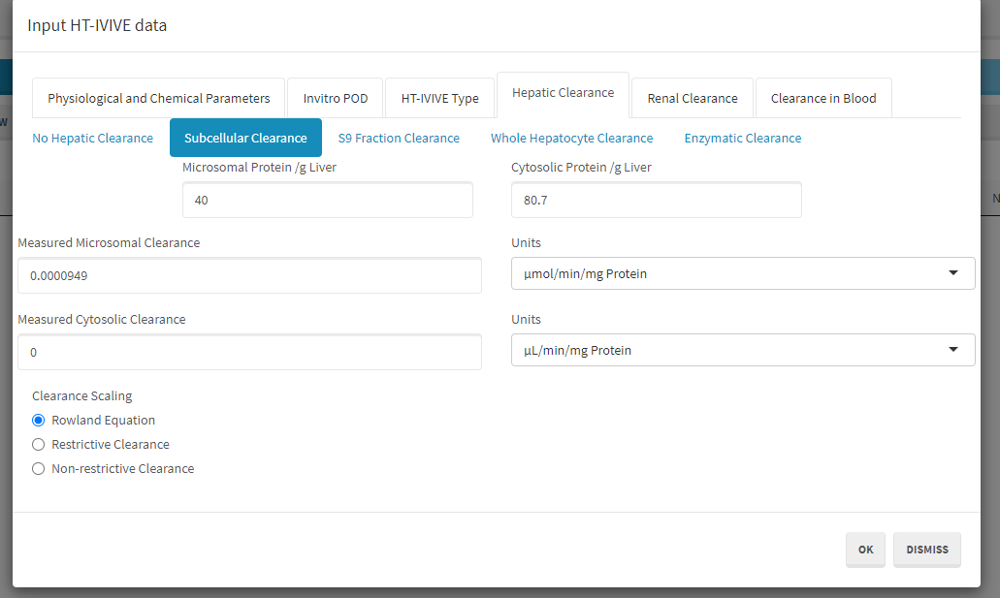 Input HT-IVIVE data
Physiological and Chemical Parameters
Invitro POD
HT-IVIVE Type
Hepatic Clearance
Renal Clearance
Clearance in Blood
No Hepatic Clearance
Subcellular Clearance
S9 Fraction Clearance
Whole Hepatocyte Clearance
Enzymatic Clearance
Microsomal Protein /g Liver
Cytosolic Protein /g Liver
40
80.7
Measured Microsomal Clearance
Units
0.0000949
µmol/min/mg Protein
Measured Cytosolic Clearance
Units
0
µL/min/mg Protein
Clearance Scaling
Rowland Equation
Restrictive Clearance
Non-restrictive Clearance
OK
DISMISS